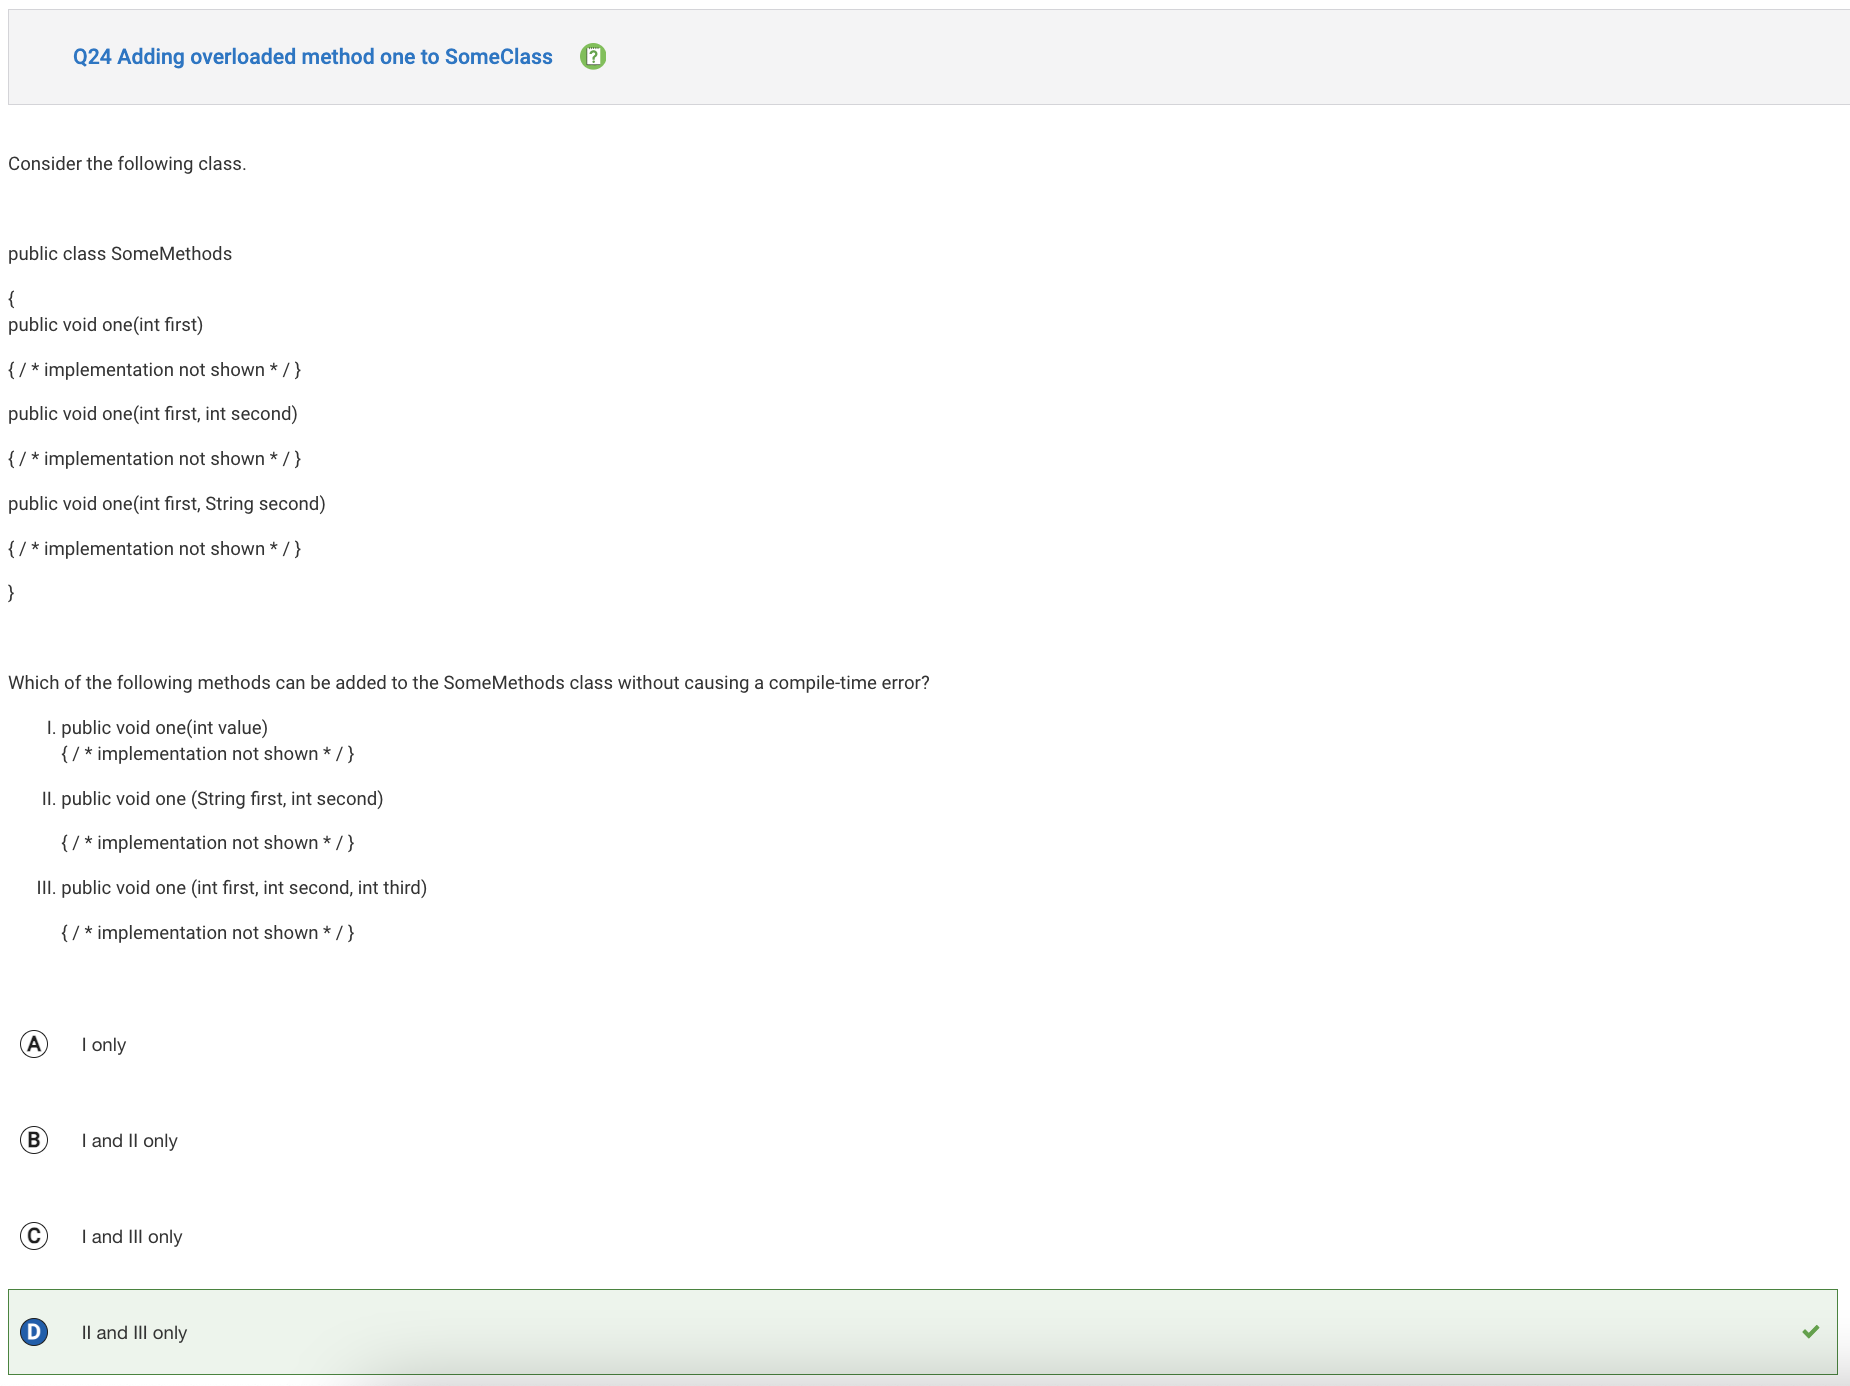 Q24 Adding overloaded method one to SomeClass
Consider the following class.
public class SomeMethods
{
public void one(int first)
{ / * implementation not shown * / }
public void one(int first, int second)
{ / * implementation not shown * / }
public void one(int first, String second)
{ / * implementation not shown * / }
}
Which of the following methods can be added to the SomeMethods class without causing a compile-time error?
I. public void one(int value)
{ / * implementation not shown * / }
II. public void one (String first, int second)
{ / * implementation not shown * / }
III. public void one (int first, int second, int third)
{ / * implementation not shown * / }
A I only
B I and II only
C I and III only
D II and III only